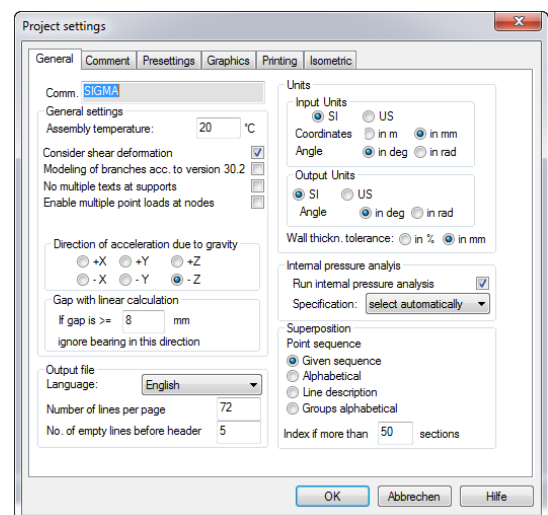 Project settings
General Comment Presettings Graphics Printing Isometric
Comm. SIGMA
General settings
Assembly temperature: 20 °C
Consider shear deformation
Modeling of branches acc. to version 30.2
No multiple texts at supports
Enable multiple point loads at nodes
Direction of acceleration due to gravity
+X +Y +Z
- X - Y - Z
Gap with linear calculation
If gap is >= 8 mm
ignore bearing in this direction
Output file
Language: English
Number of lines per page 72
No. of empty lines before header 5
Units
Input Units
SI US
Coordinates in m in mm
Angle in deg in rad
Output Units
SI US
Angle in deg in rad
Wall thickn. tolerance: in % in mm
Internal pressure analyis
Run internal pressure analysis
Specification: select automatically
Superposition
Point sequence
Given sequence
Alphabetical
Line description
Groups alphabetical
Index if more than 50 sections
OK Abbrechen Hilfe